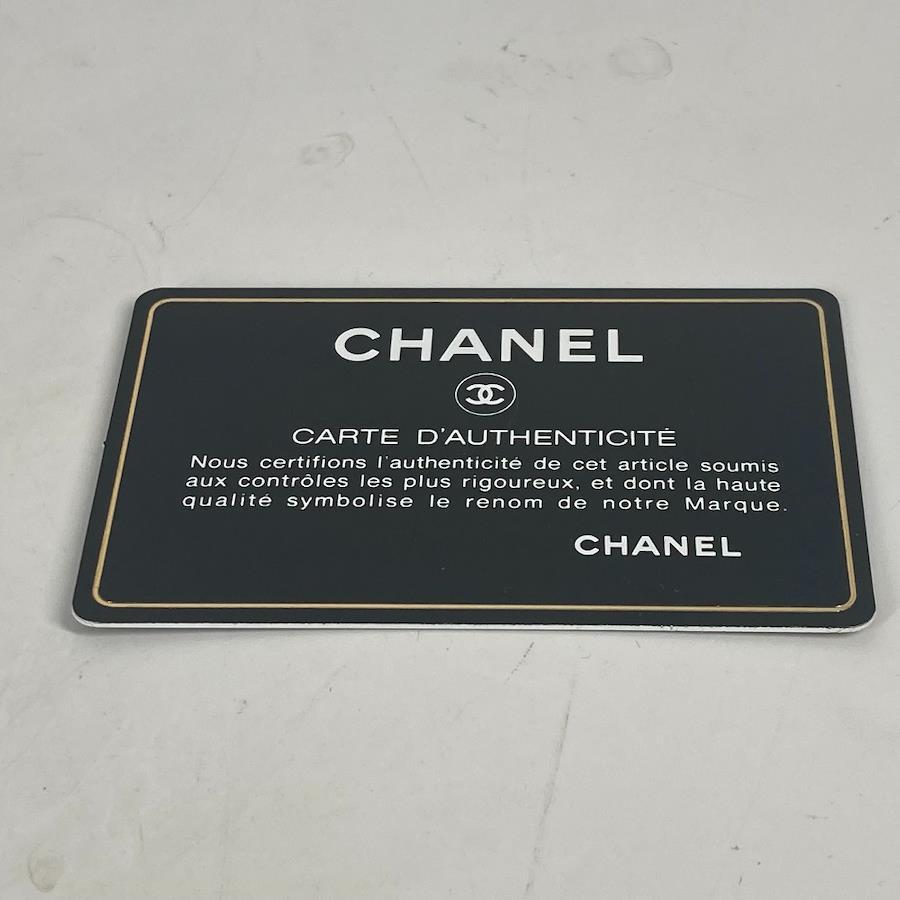 CHANEL
CARTE D'AUTHENTICITÉ
Nous certifions l'authenticité de cet article soumis
aux contrôles les plus rigoureux, et dont la haute
qualité symbolise le renom de notre Marque.
CHANEL